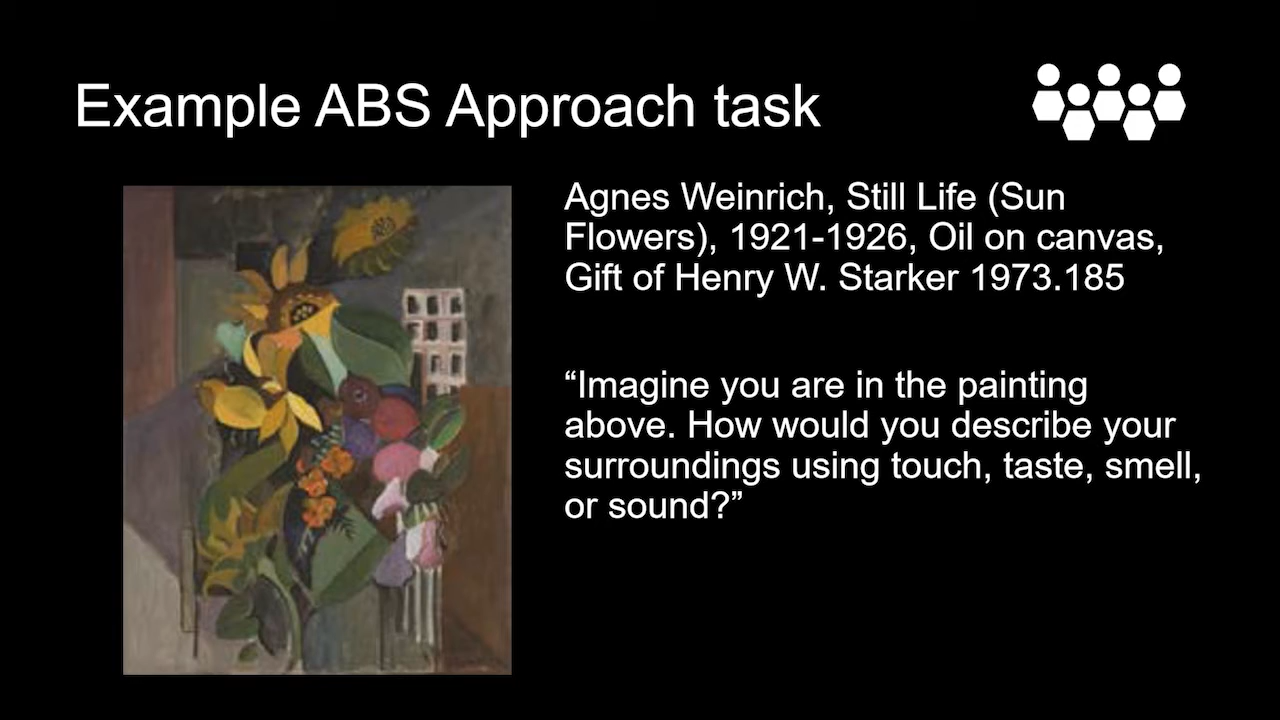 Example ABS Approach task
Agnes Weinrich, Still Life (Sun
Flowers), 1921-1926, Oil on canvas,
Gift of Henry W. Starker 1973.185
“Imagine you are in the painting
above. How would you describe your
surroundings using touch, taste, smell,
or sound?”